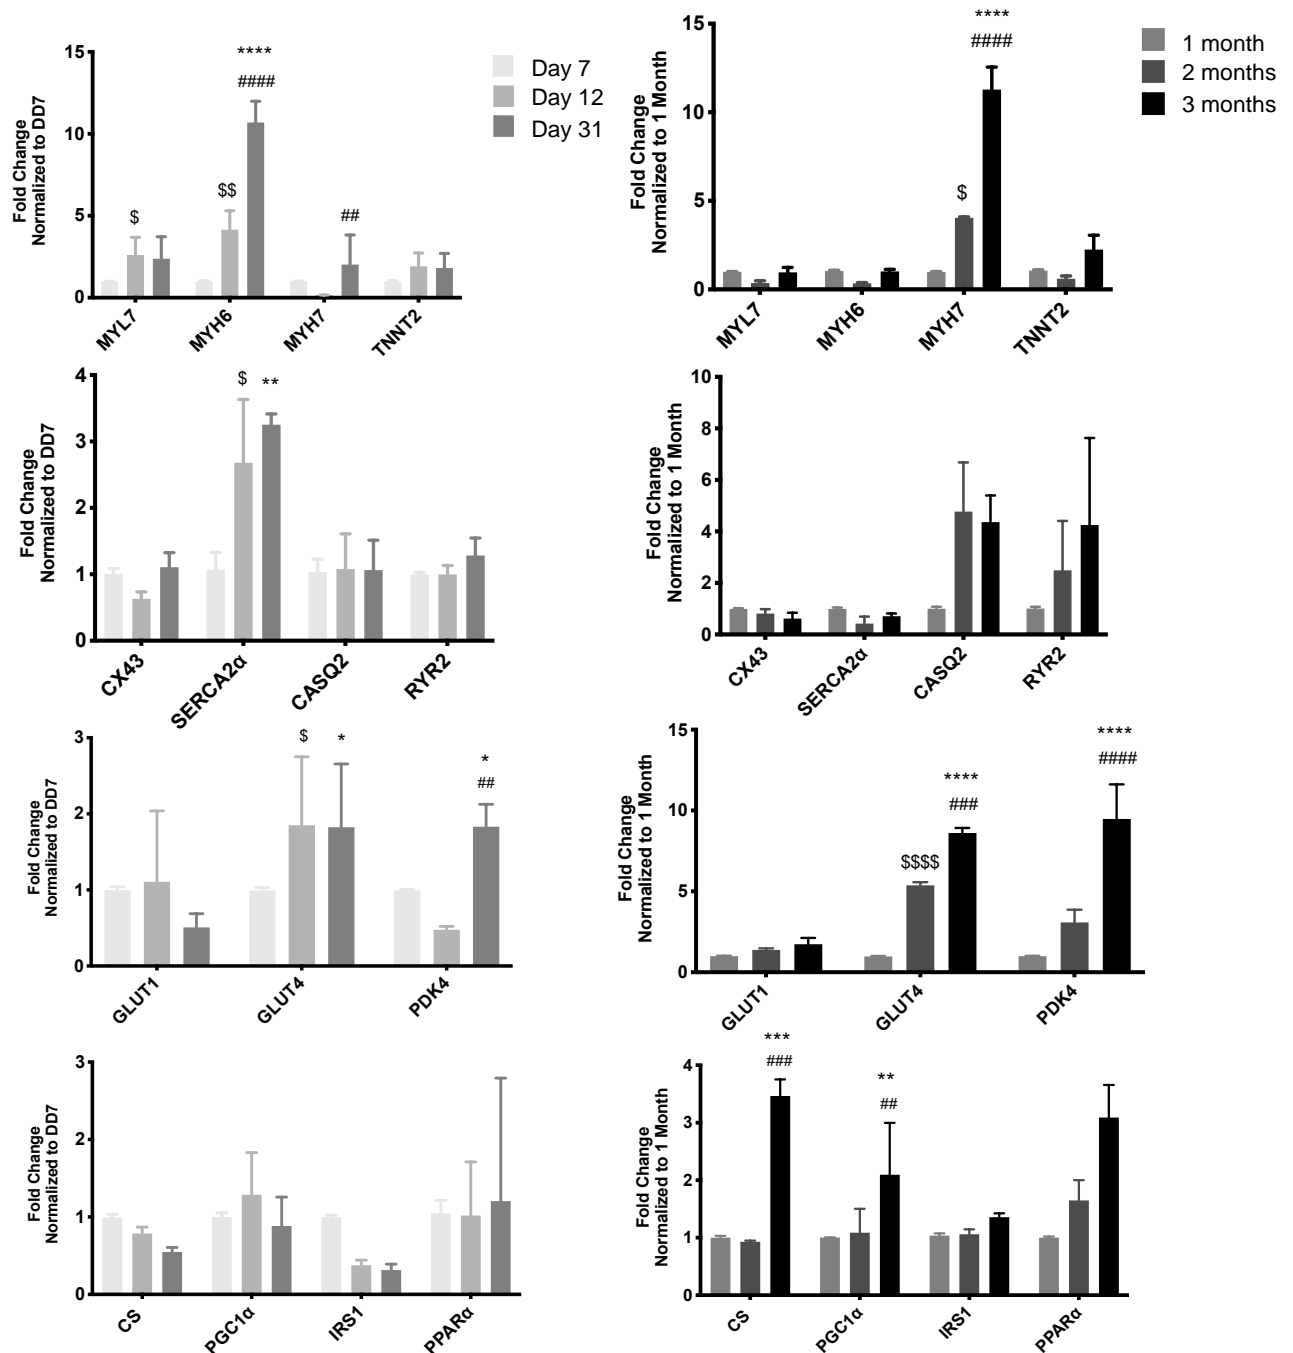 Fold Change
Normalized to DD7
15
10
5
0
$
$$
****
####
##
MYL7
MYH6
MYH7
TNNT2
Day 7
Day 12
Day 31
Fold Change
Normalized to 1 Month
15
10
5
0
$
****
####
MYL7
MYH6
MYH7
TNNT2
1 month
2 months
3 months
Fold Change
Normalized to DD7
4
3
2
1
0
$
**
CX43
SERCA2α
CASQ2
RYR2
Fold Change
Normalized to 1 Month
10
8
6
4
2
0
CX43
SERCA2α
CASQ2
RYR2
Fold Change
Normalized to DD7
3
2
1
0
$
*
*
##
GLUT1
GLUT4
PDK4
Fold Change
Normalized to 1 Month
15
10
5
0
$$$$
****
###
****
####
GLUT1
GLUT4
PDK4
Fold Change
Normalized to DD7
3
2
1
0
CS
PGC1α
IRS1
PPARα
Fold Change
Normalized to 1 Month
4
3
2
1
0
***
###
**
##
CS
PGC1α
IRS1
PPARα